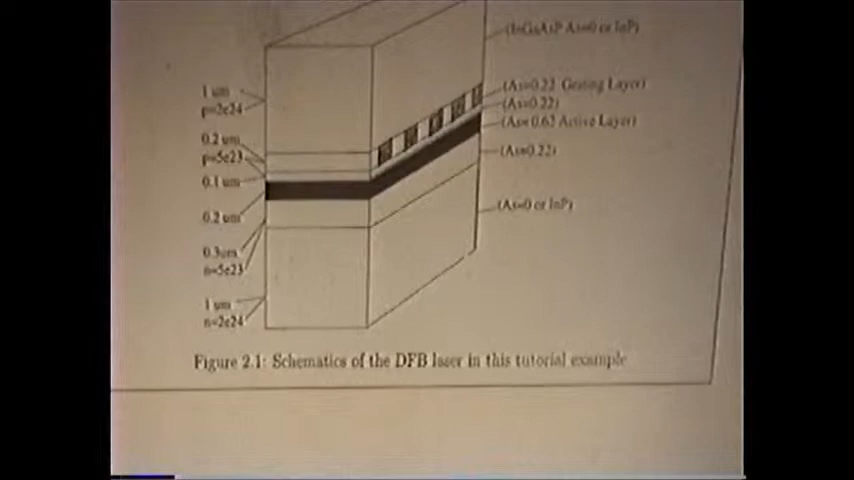 (InGaAsP As=0 or InP)
1 um
p=2e24
(As=0.22 Grating Layer)
(As=0.22)
0.2 um
p=5e23
(As=0.62 Active Layer)
0.1 um
(As=0.22)
0.2 um
(As=0 or InP)
0.3um
n=5e23
1 um
n=2e24
Figure 2.1: Schematics of the DFB laser in this tutorial example